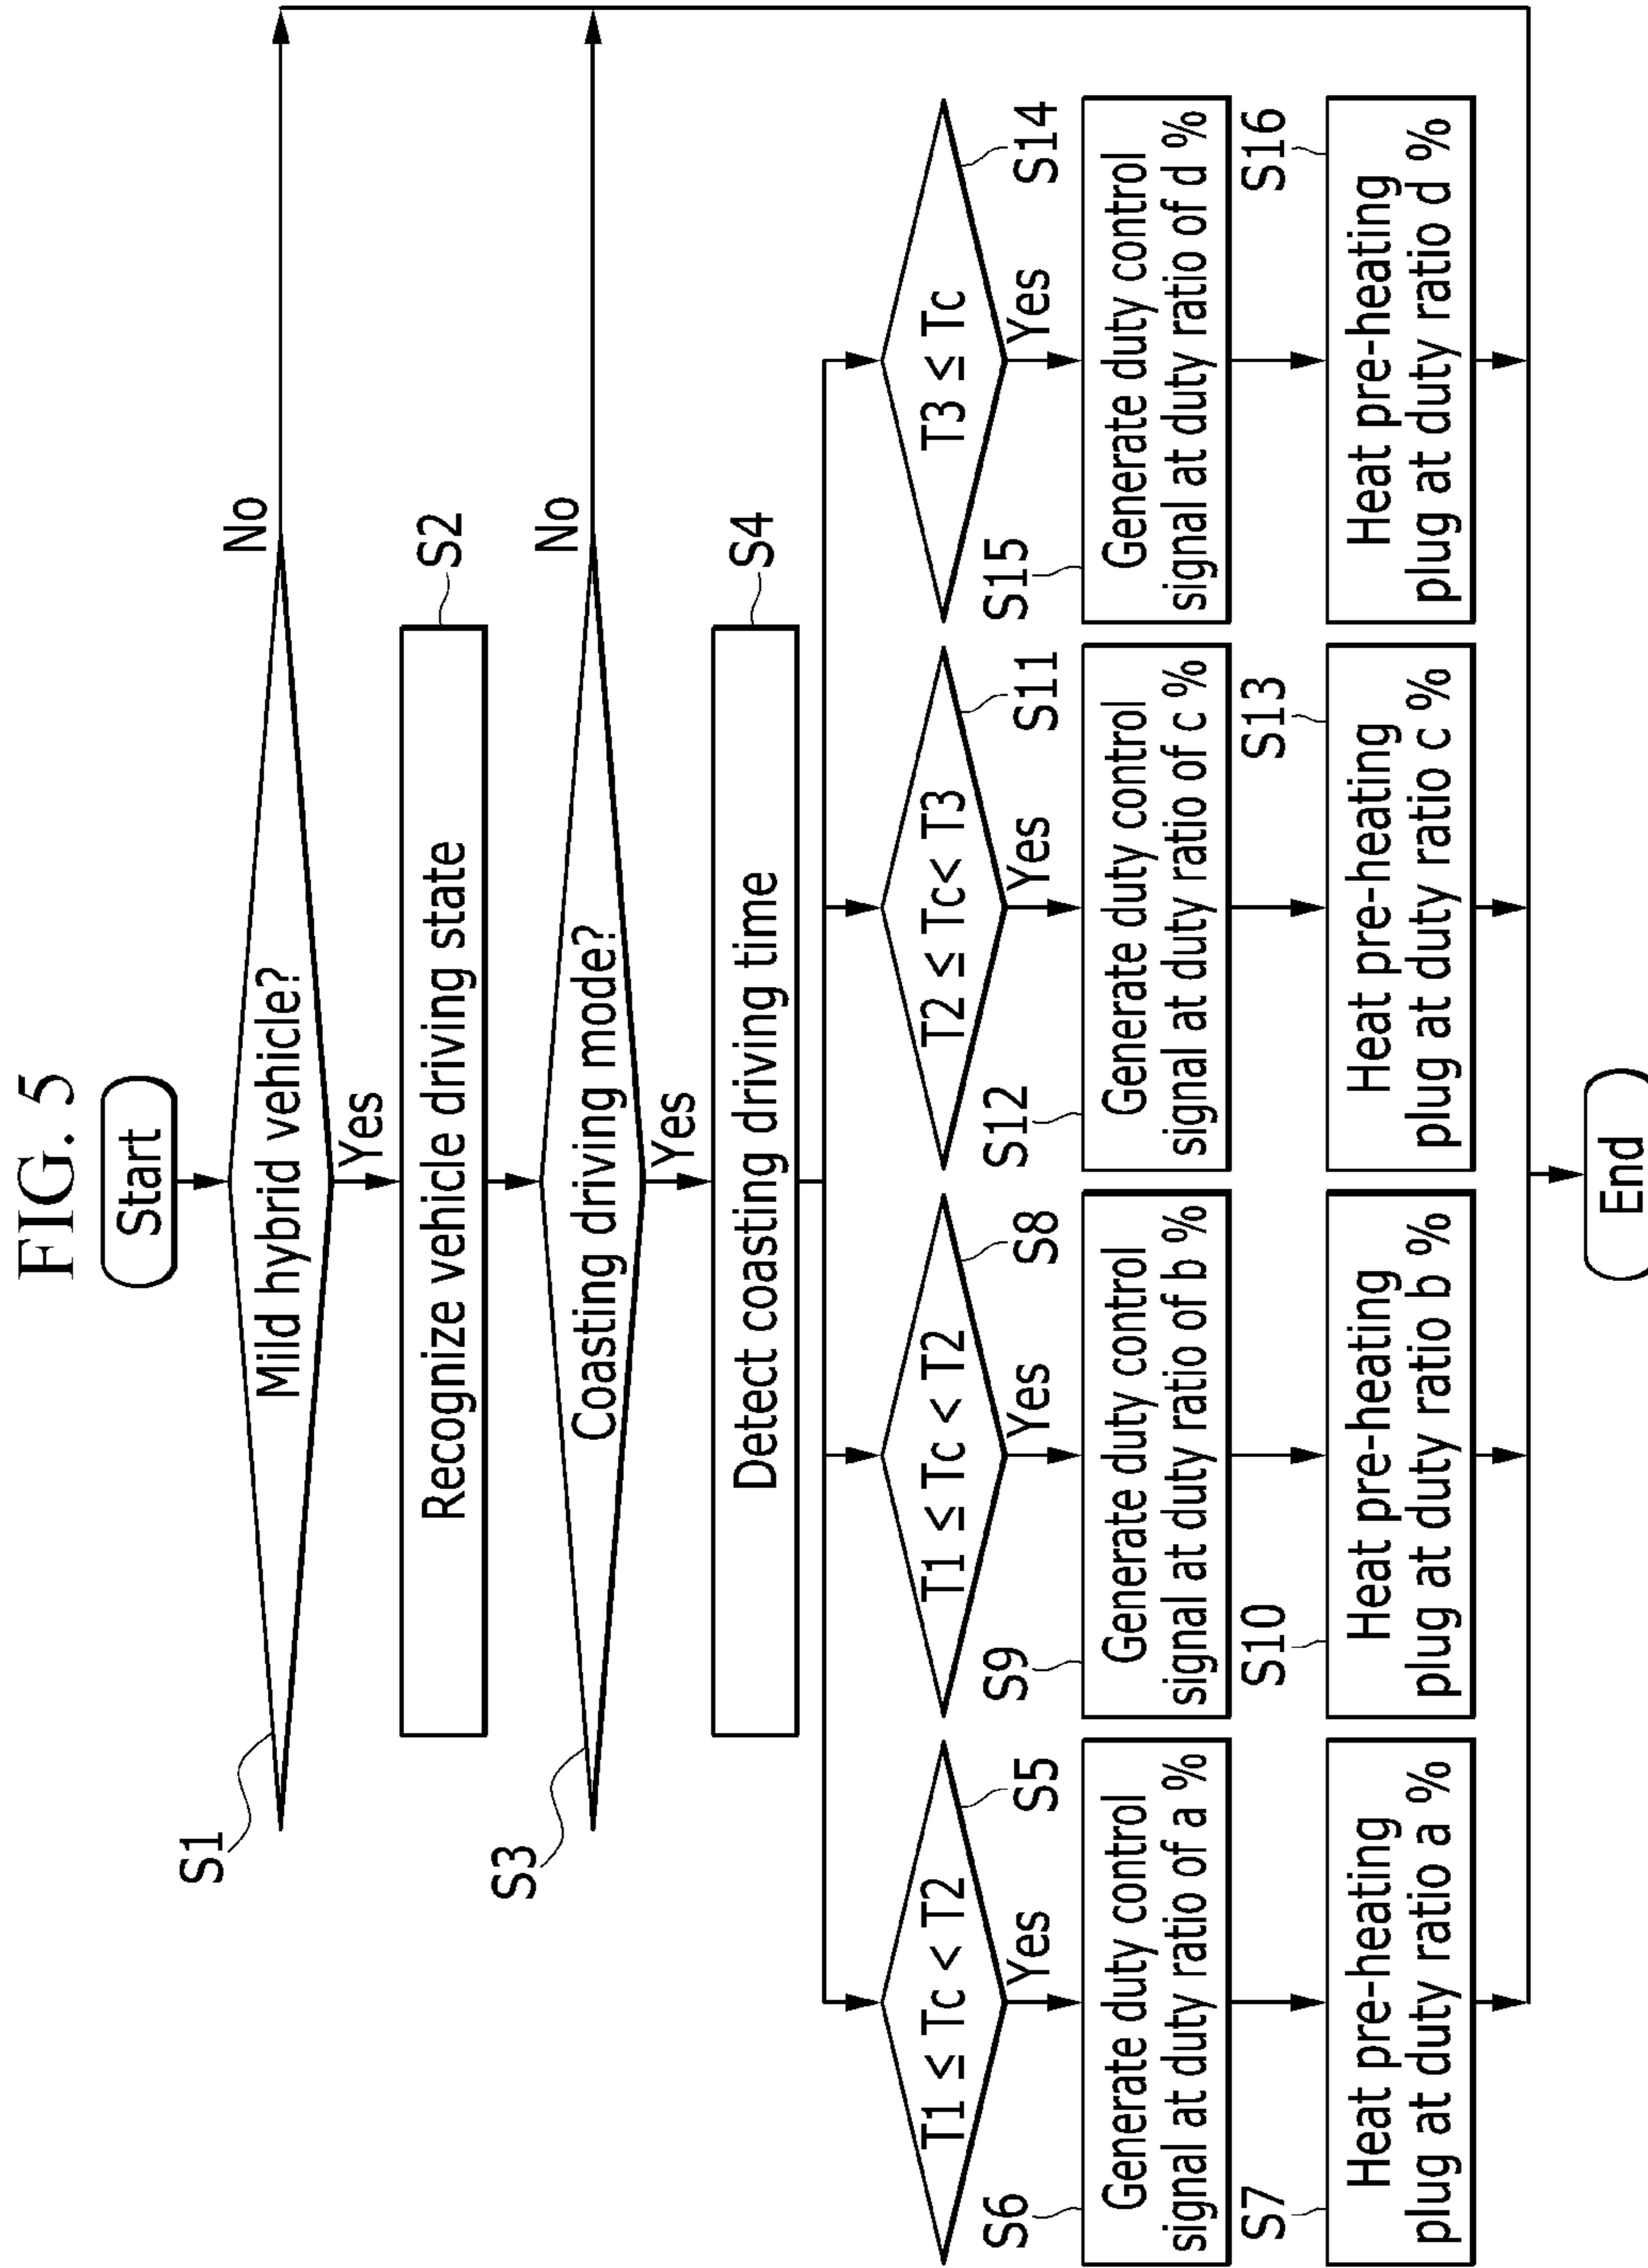 FIG. 5
Start
S1
Mild hybrid vehicle?
No
Yes
S2
Recognize vehicle driving state
S3
Coasting driving mode?
No
Yes
S4
Detect coasting driving time
T1 ≤ Tc < T2
S5
Yes
S6
Generate duty control
signal at duty ratio of a %
S7
Heat pre-heating
plug at duty ratio a %
T1 ≤ Tc < T2
S8
Yes
S9
Generate duty control
signal at duty ratio of b %
S10
Heat pre-heating
plug at duty ratio b %
T2 ≤ Tc< T3
S11
Yes
S12
Generate duty control
signal at duty ratio of c %
S13
Heat pre-heating
plug at duty ratio c %
T3 ≤ Tc
S14
Yes
S15
Generate duty control
signal at duty ratio of d %
S16
Heat pre-heating
plug at duty ratio d %
End